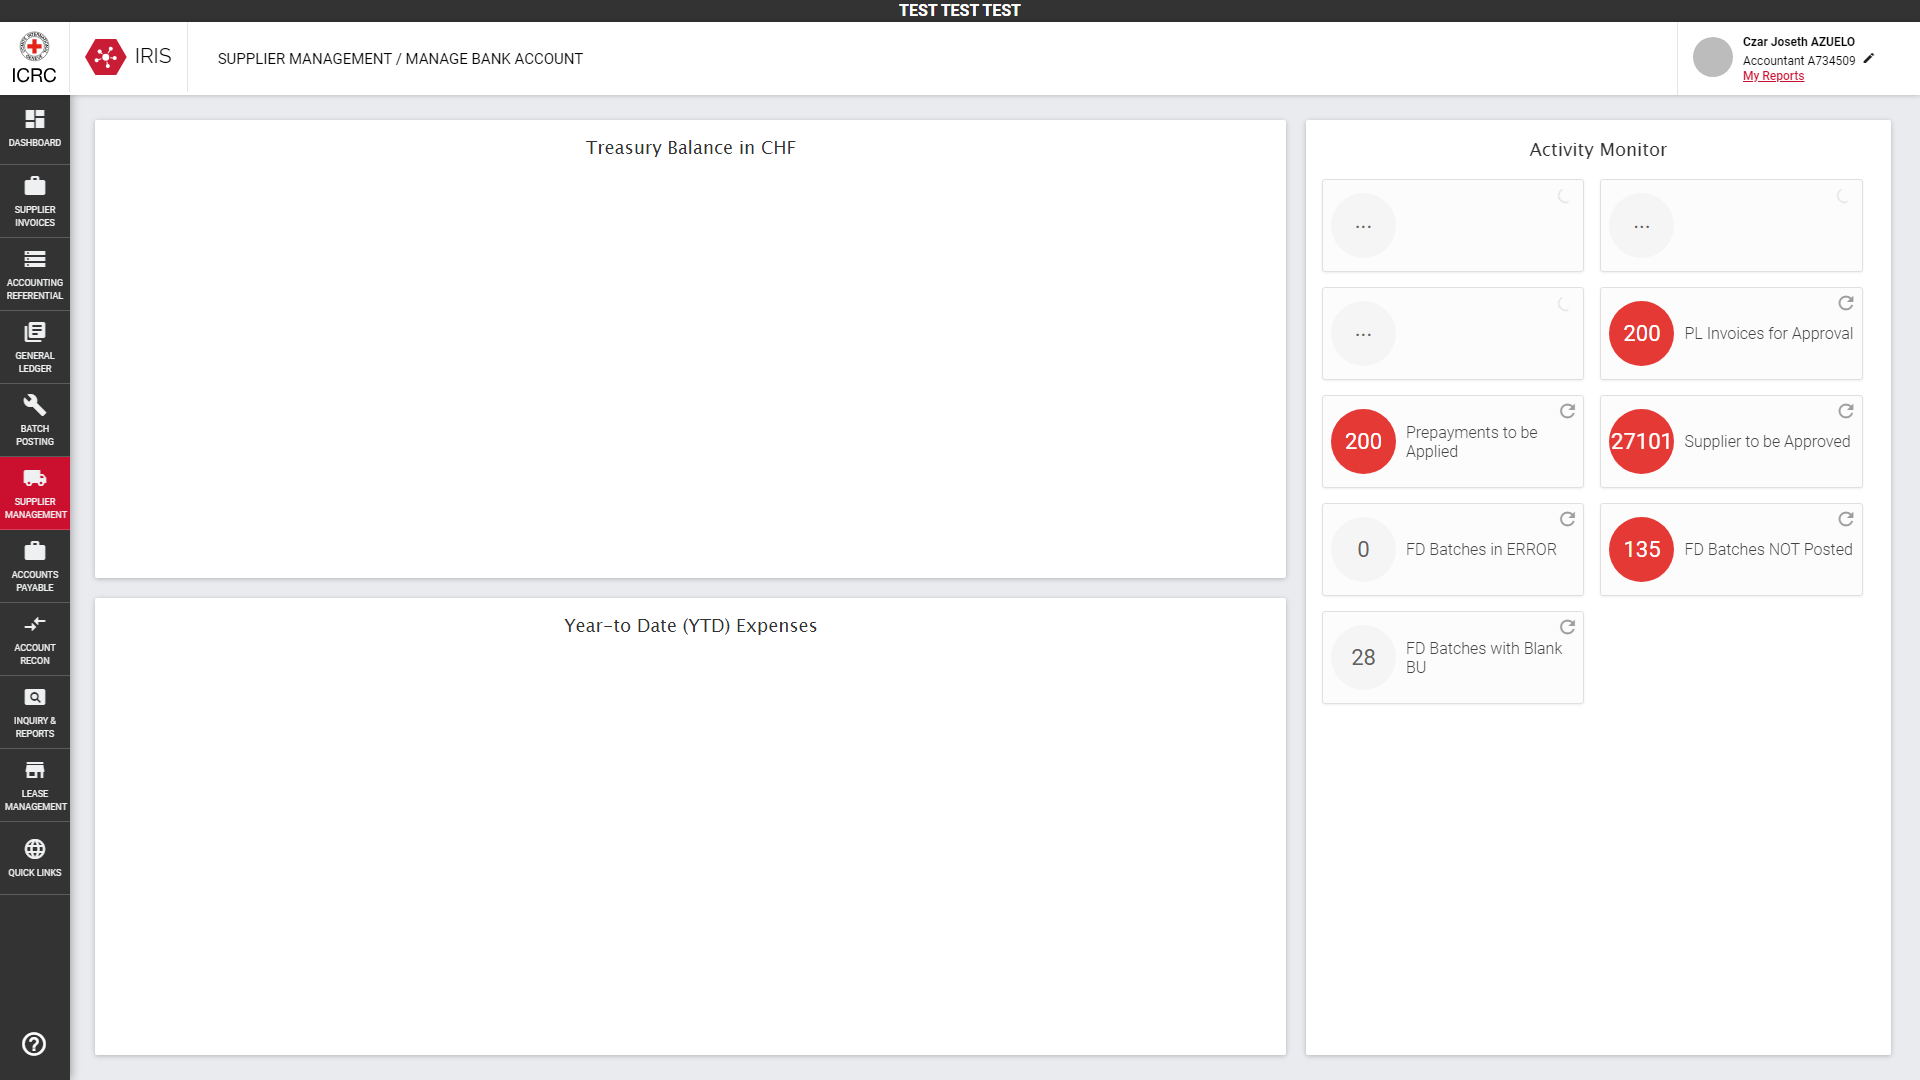 TEST TEST TEST
ICRC
IRIS
SUPPLIER MANAGEMENT / MANAGE BANK ACCOUNT
Czar Joseth AZUELO
Accountant A734509
My Reports
DASHBOARD
SUPPLIER
INVOICES
ACCOUNTING
REFERENTIAL
GENERAL
LEDGER
BATCH
POSTING
SUPPLIER
MANAGEMENT
ACCOUNTS
PAYABLE
ACCOUNT
RECON
INQUIRY &
REPORTS
LEASE
MANAGEMENT
QUICK LINKS
Treasury Balance in CHF
Year-to Date (YTD) Expenses
Activity Monitor
...
...
...
200
PL Invoices for Approval
200
Prepayments to be
Applied
27101
Supplier to be Approved
0
FD Batches in ERROR
135
FD Batches NOT Posted
28
FD Batches with Blank
BU